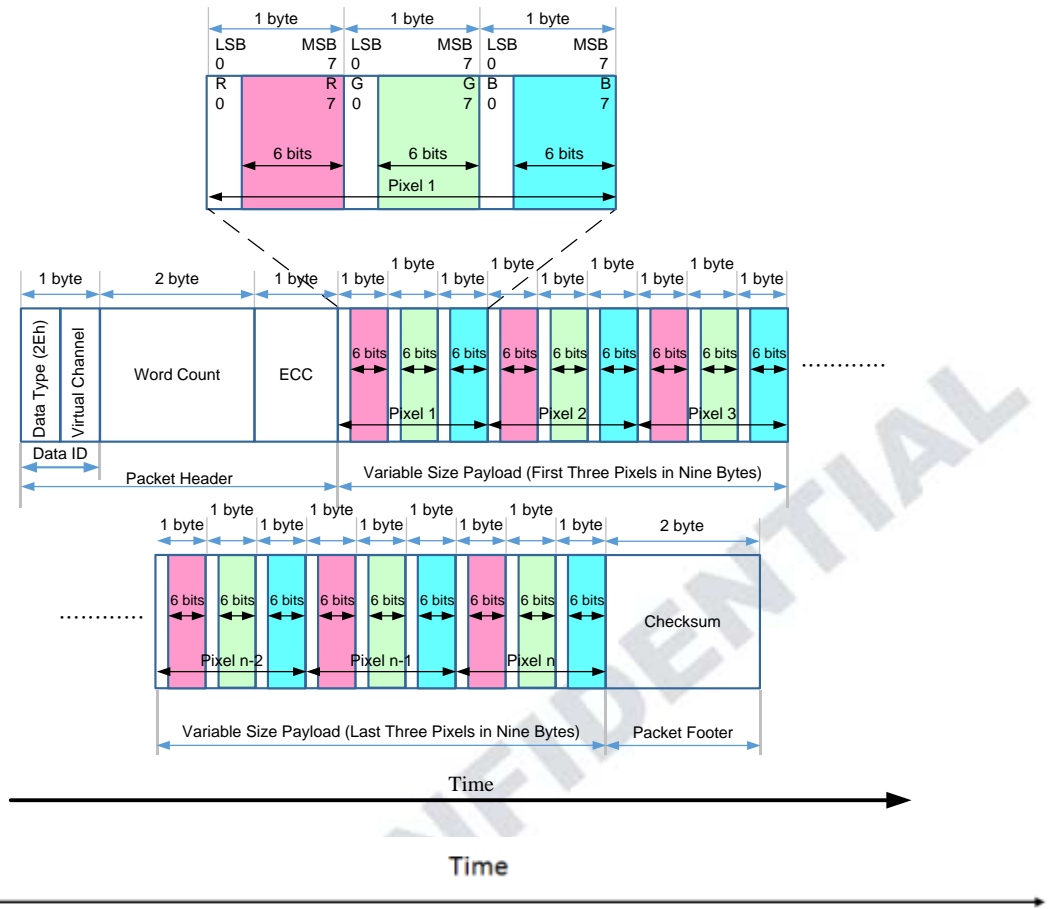 1 byte 1 byte 1 byte
LSB MSB LSB MSB LSB MSB
0 7 0 7 0 7
R R G G B B
0 7 0 7 0 7
6 bits 6 bits 6 bits
Pixel 1
1 byte 1 byte 1 byte
1 byte 2 byte 1 byte 1 byte 1 byte 1 byte 1 byte 1 byte 1 byte
Data Type (2Eh)
Virtual Channel
Word Count
ECC
6 bits 6 bits 6 bits 6 bits 6 bits 6 bits 6 bits 6 bits 6 bits
............
Pixel 1 Pixel 2 Pixel 3
Data ID
Packet Header
Variable Size Payload (First Three Pixels in Nine Bytes)
1 byte 1 byte 1 byte
1 byte 1 byte 1 byte 1 byte 1 byte 1 byte 2 byte
6 bits 6 bits 6 bits 6 bits 6 bits 6 bits 6 bits 6 bits 6 bits
............
Checksum
Pixel n-2 Pixel n-1 Pixel n
Variable Size Payload (Last Three Pixels in Nine Bytes) Packet Footer
Time
Time
NFIDENTIAL